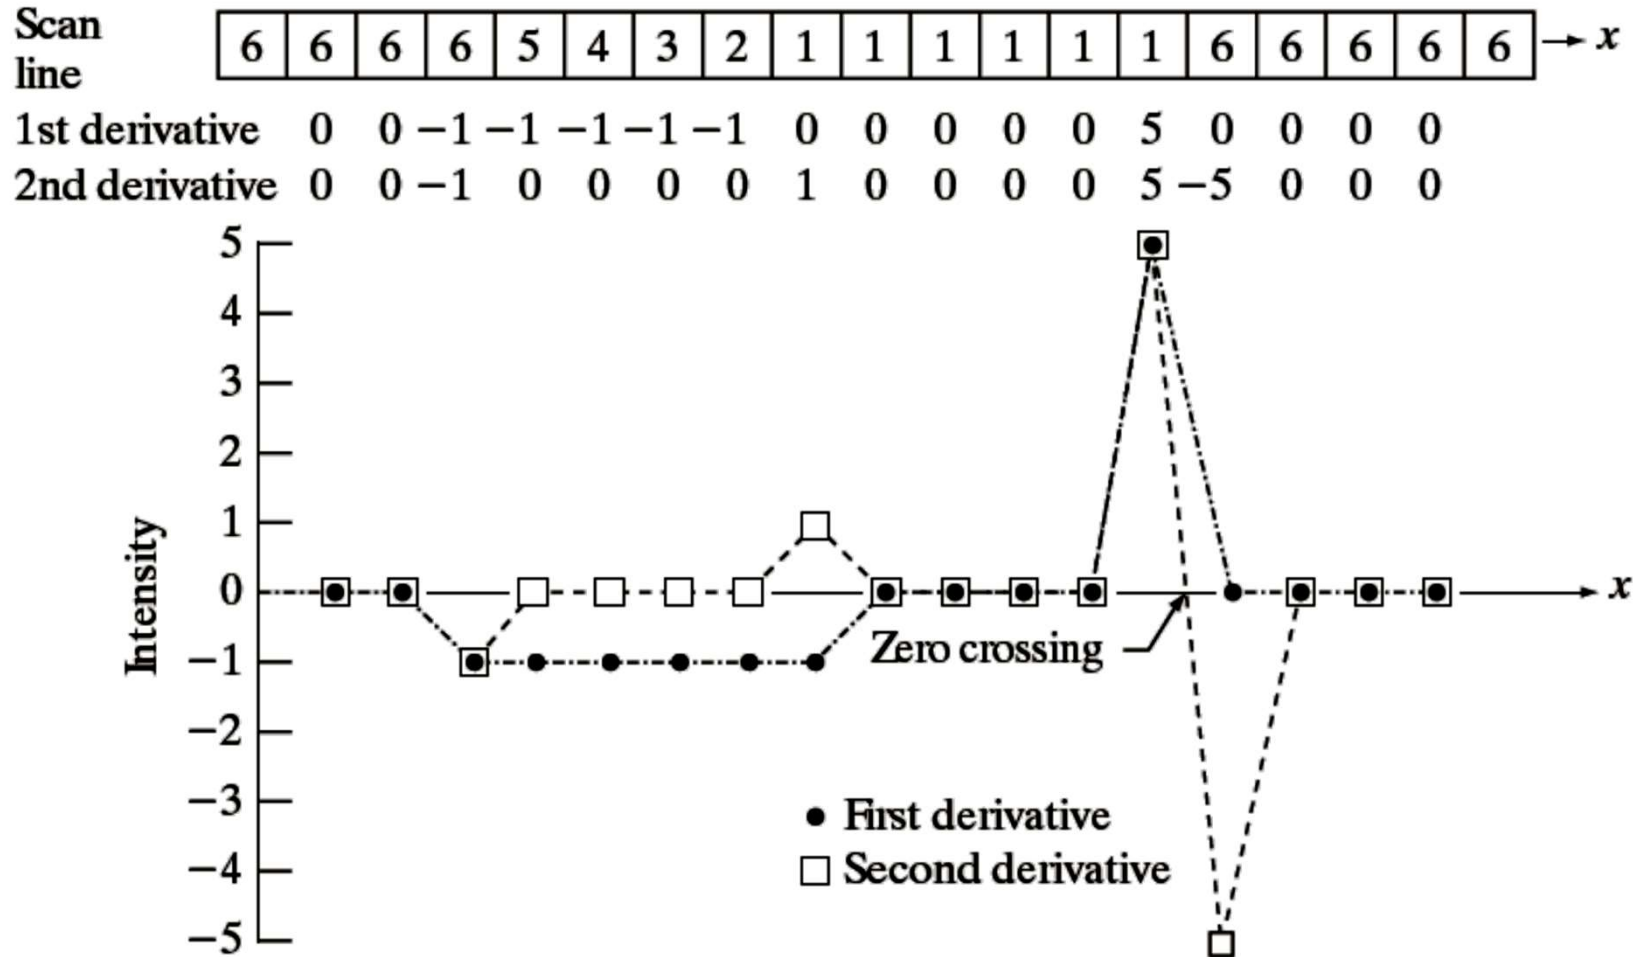 Scan line
6 6 6 6 5 4 3 2 1 1 1 1 1 1 6 6 6 6 6 → x
1st derivative 0 0 −1 −1 −1 −1 −1 0 0 0 0 0 5 0 0 0 0
2nd derivative 0 0 −1 0 0 0 0 1 0 0 0 0 5 −5 0 0 0
5
4
3
2
1
0
−1
−2
−3
−4
−5
Intensity
x
Zero crossing
First derivative
Second derivative